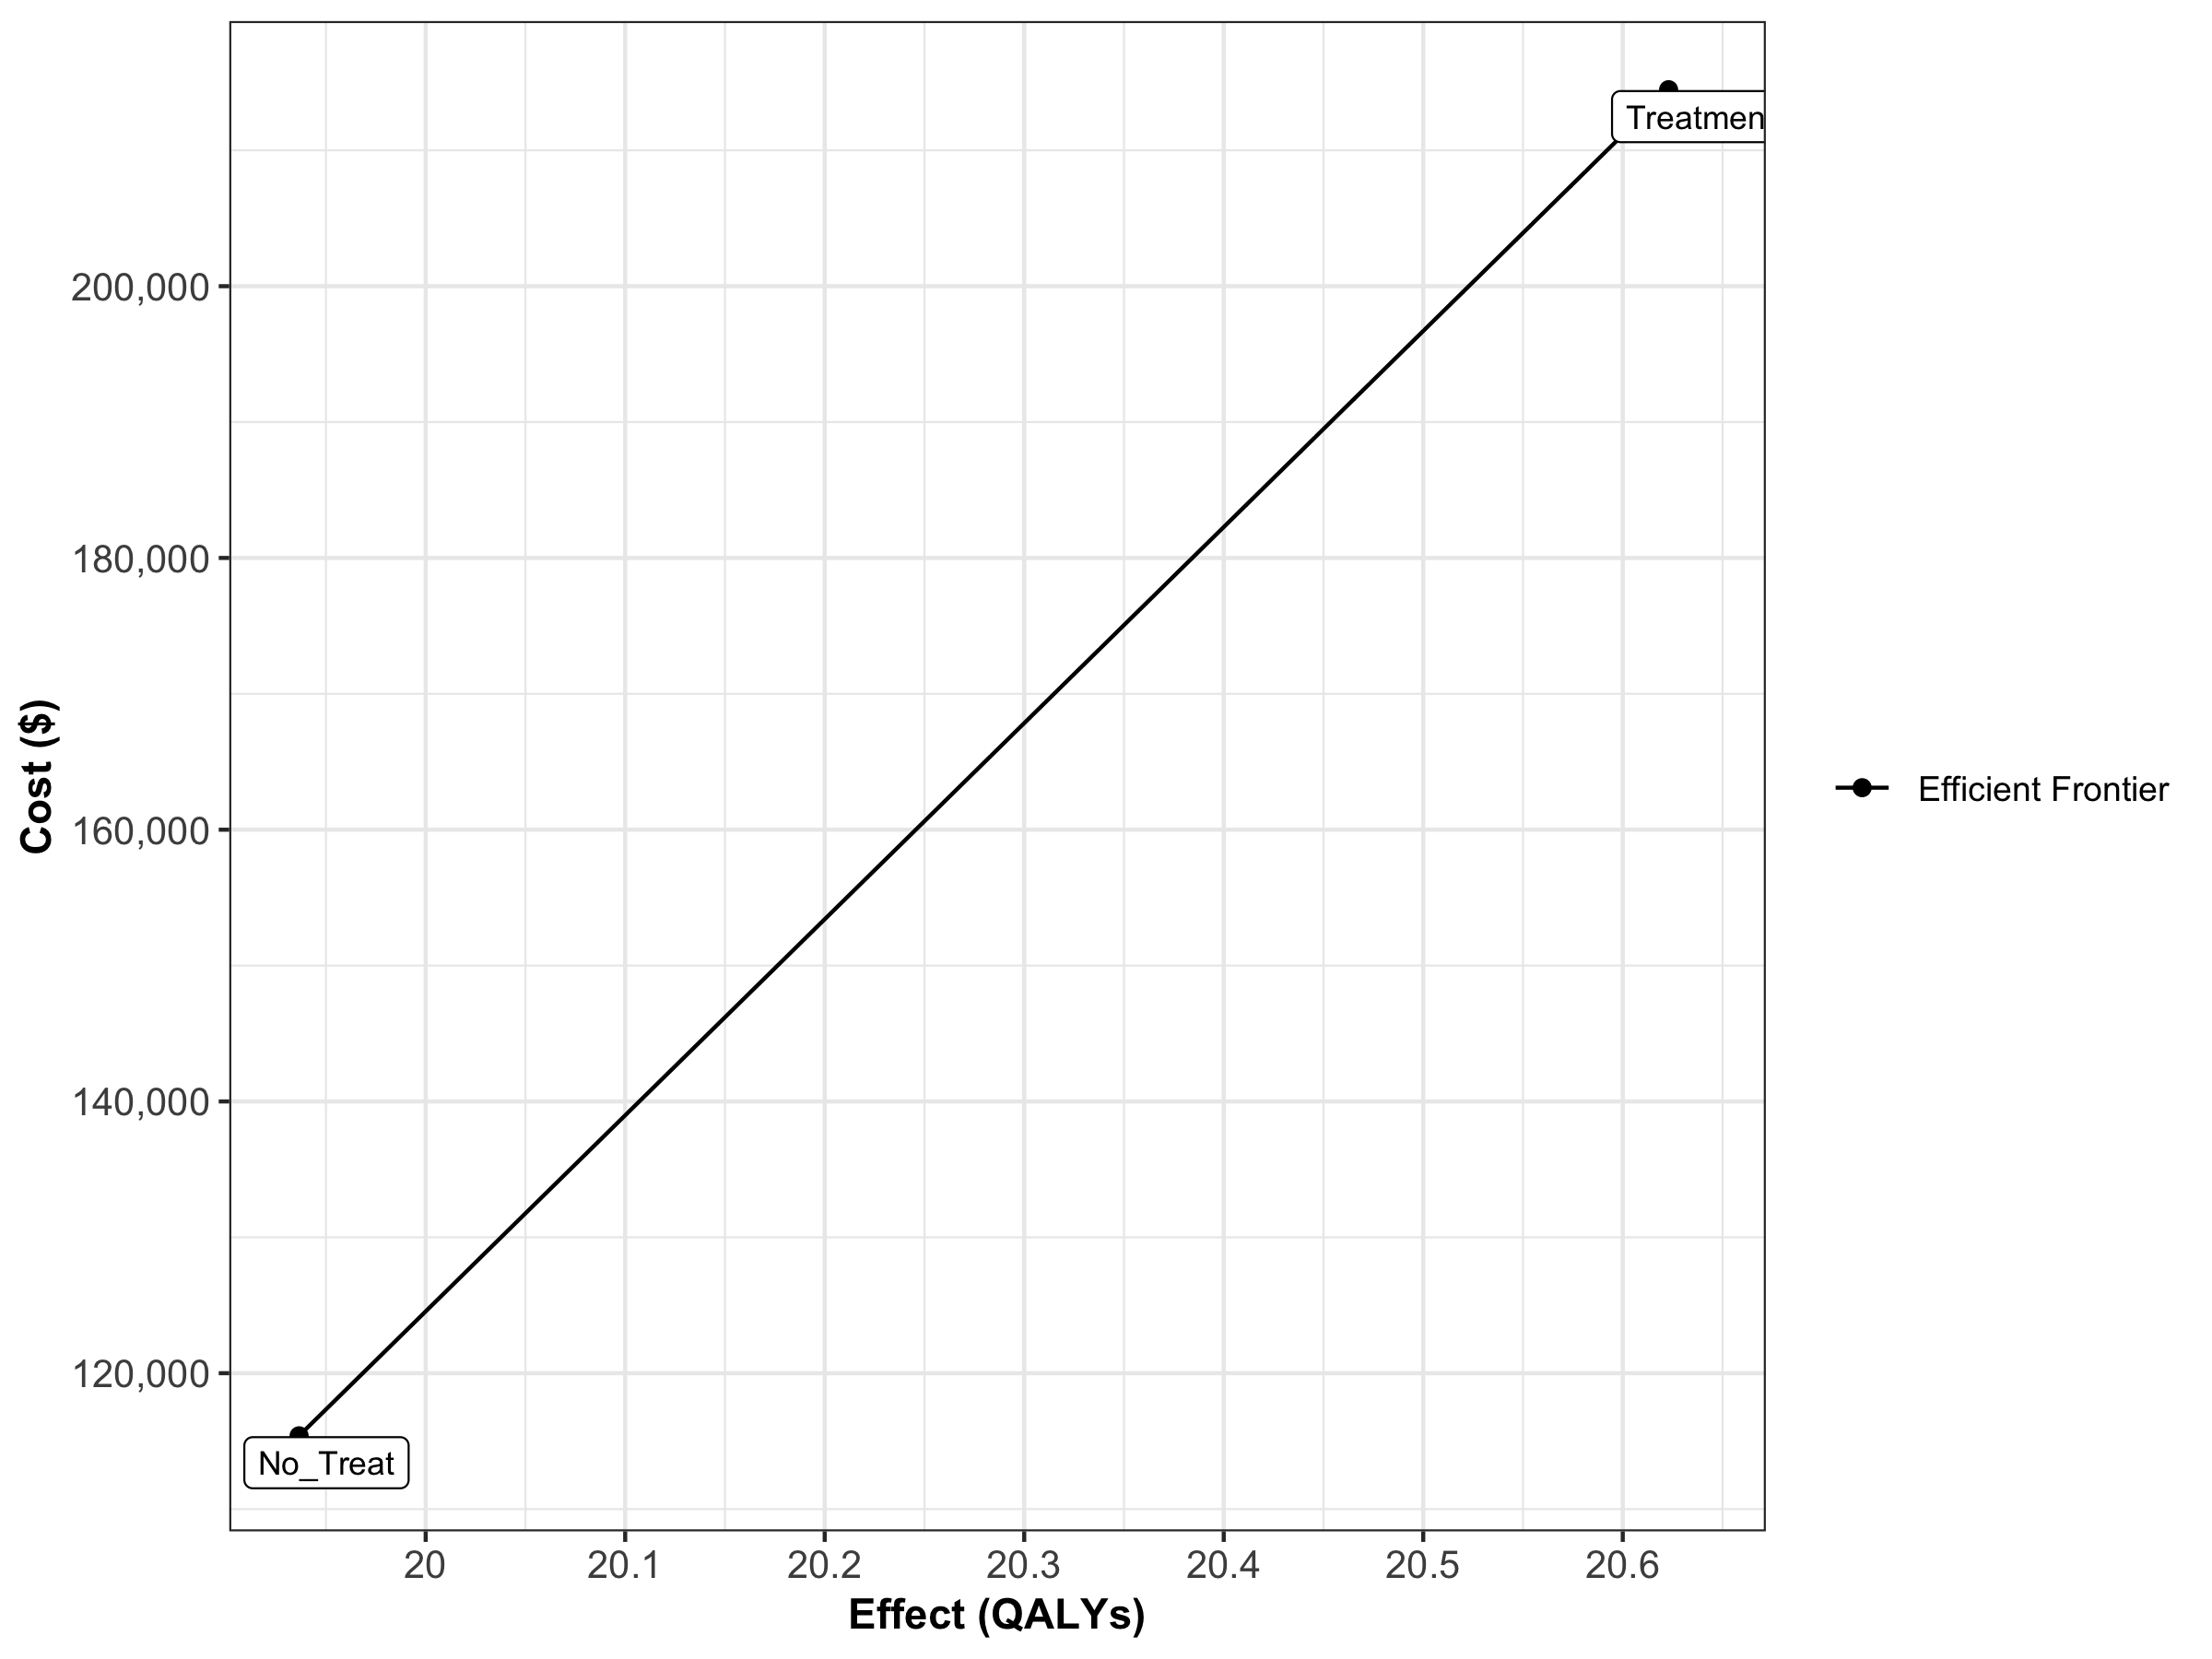 Treatmen
200,000
180,000
160,000
140,000
120,000
Cost ($)
No_Treat
20 20.1 20.2 20.3 20.4 20.5 20.6
Effect (QALYs)
Efficient Frontier